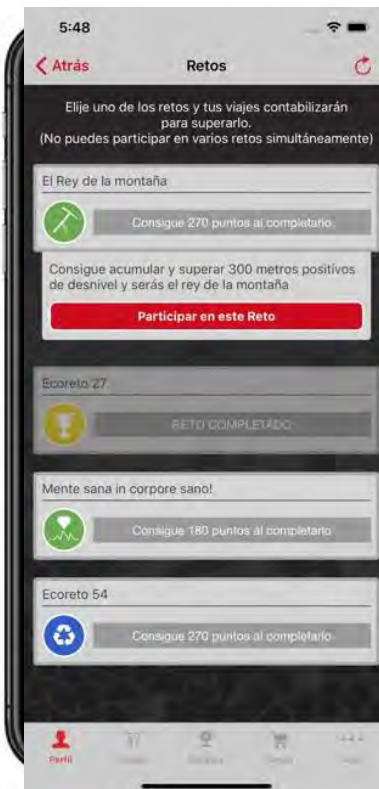 5:48
Atrás
Retos
Elije uno de los retos y tus viajes contabilizarán
para superarlo.
(No puedes participar en varios retos simultáneamente)
El Rey de la montaña
Consigue 270 puntos al completarlo
Consigue acumular y superar 300 metros positivos
de desnivel y serás el rey de la montaña
Participar en este Reto
Ecoreto 27
RETO COMPLETADO
Mente sana in corpore sano!
Consigue 180 puntos al completarlo
Ecoreto 54
Consigue 270 puntos al completarlo
Perfil